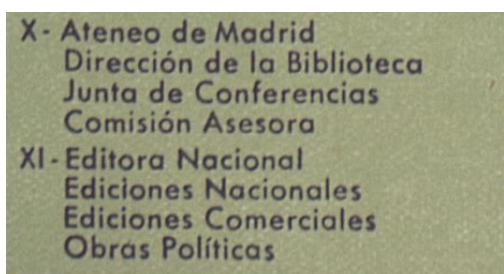 X - Ateneo de Madrid
Dirección de la Biblioteca
Junta de Conferencias
Comisión Asesora
XI - Editora Nacional
Ediciones Nacionales
Ediciones Comerciales
Obras Políticas